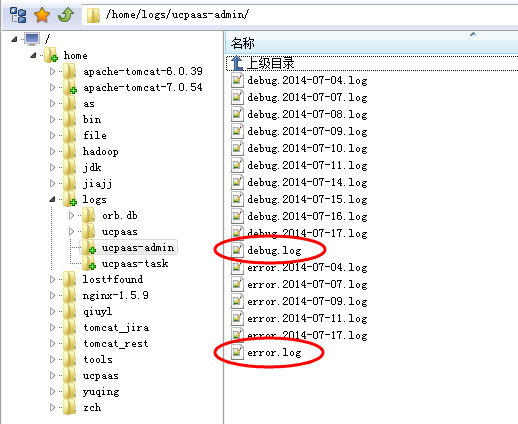 /home/logs/ucpaas-admin/
/
home
apache-tomcat-6.0.39
apache-tomcat-7.0.54
as
bin
file
hadoop
jdk
jiajj
logs
orb.db
ucpaas
ucpaas-admin
ucpaas-task
lost+found
nginx-1.5.9
qiuyl
tomcat_jira
tomcat_rest
tools
ucpaas
yuqing
zch
名称
上级目录
debug.2014-07-04.log
debug.2014-07-07.log
debug.2014-07-08.log
debug.2014-07-09.log
debug.2014-07-10.log
debug.2014-07-11.log
debug.2014-07-14.log
debug.2014-07-15.log
debug.2014-07-16.log
debug.2014-07-17.log
debug.log
error.2014-07-04.log
error.2014-07-07.log
error.2014-07-09.log
error.2014-07-11.log
error.2014-07-17.log
error.log